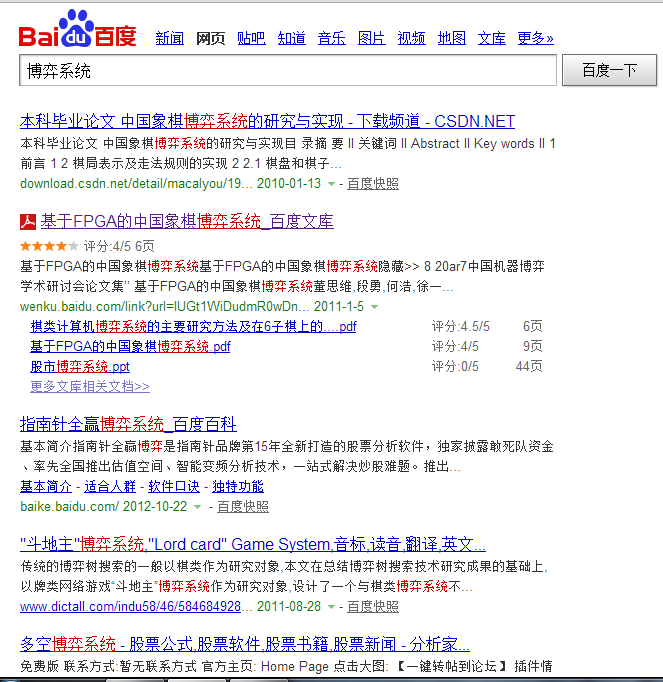 Bai du 百度 新闻 网页 贴吧 知道 音乐 图片 视频 地图 文库 更多»
博弈系统 百度一下
本科毕业论文 中国象棋博弈系统的研究与实现 - 下载频道 - CSDN.NET
本科毕业论文 中国象棋博弈系统的研究与实现目 录摘 要 II 关键词 II Abstract II Key words II 1
前言 1 2 棋局表示及走法规则的实现 2 2.1 棋盘和棋子...
download.csdn.net/detail/macalyou/19... 2010-01-13 - 百度快照
基于FPGA的中国象棋博弈系统_百度文库
评分:4/5 6页
基于FPGA的中国象棋博弈系统基于FPGA的中国象棋博弈系统隐藏>> 8 20ar7中国机器博弈
学术研讨会论文集” 基于FPGA的中国象棋博弈系统董思维,段勇,何浩,徐一...
wenku.baidu.com/link?url=IUGt1WiDudmR0wDn... 2011-1-5
棋类计算机博弈系统的主要研究方法及在6子棋上的....pdf 评分:4.5/5 6页
基于FPGA的中国象棋博弈系统.pdf 评分:4/5 9页
股市博弈系统.ppt 评分:0/5 44页
更多文库相关文档>>
指南针全赢博弈系统_百度百科
基本简介指南针全赢博弈是指南针品牌第15年全新打造的股票分析软件，独家披露敢死队资金
、率先全国推出估值空间、智能变频分析技术，一站式解决炒股难题。推出...
基本简介 - 适合人群 - 软件口诀 - 独特功能
baike.baidu.com/ 2012-10-22 - 百度快照
"斗地主"博弈系统,"Lord card" Game System,音标,读音,翻译,英文...
传统的博弈树搜索的一般以棋类作为研究对象,本文在总结博弈树搜索技术研究成果的基础上,
以牌类网络游戏“斗地主”博弈系统作为研究对象,设计了一个与棋类博弈系统不...
www.dictall.com/indu58/46/584684928... 2011-08-28 - 百度快照
多空博弈系统 - 股票公式,股票软件,股票书籍,股票新闻 - 分析家...
免费版 联系方式:暂无联系方式 官方主页: Home Page 点击大图: 【一键转帖到论坛】 插件情